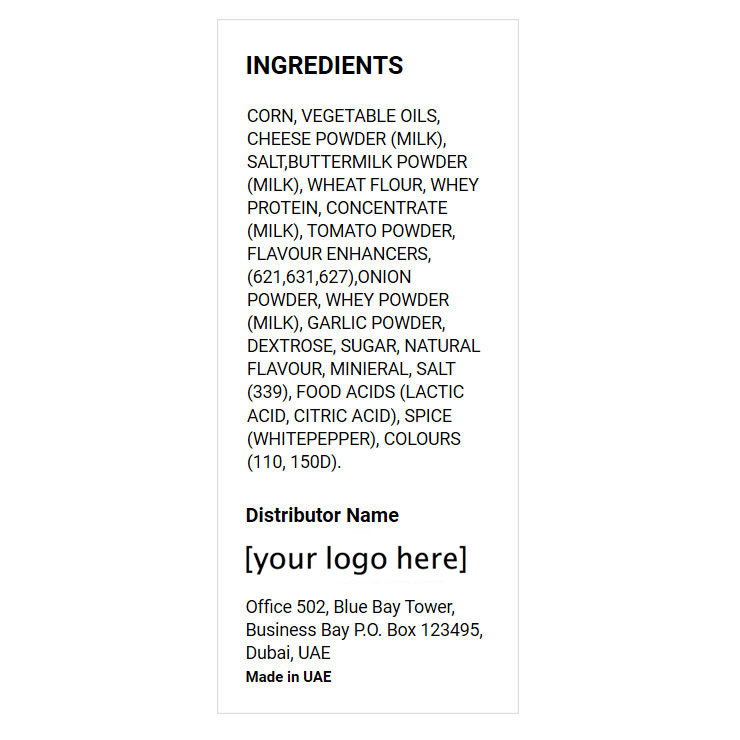 INGREDIENTS
CORN, VEGETABLE OILS,
CHEESE POWDER (MILK),
SALT,BUTTERMILK POWDER
(MILK), WHEAT FLOUR, WHEY
PROTEIN, CONCENTRATE
(MILK), TOMATO POWDER,
FLAVOUR ENHANCERS,
(621,631,627),ONION
POWDER, WHEY POWDER
(MILK), GARLIC POWDER,
DEXTROSE, SUGAR, NATURAL
FLAVOUR, MINIERAL, SALT
(339), FOOD ACIDS (LACTIC
ACID, CITRIC ACID), SPICE
(WHITEPEPPER), COLOURS
(110, 150D).
Distributor Name
[your logo here]
Office 502, Blue Bay Tower,
Business Bay P.O. Box 123495,
Dubai, UAE
Made in UAE